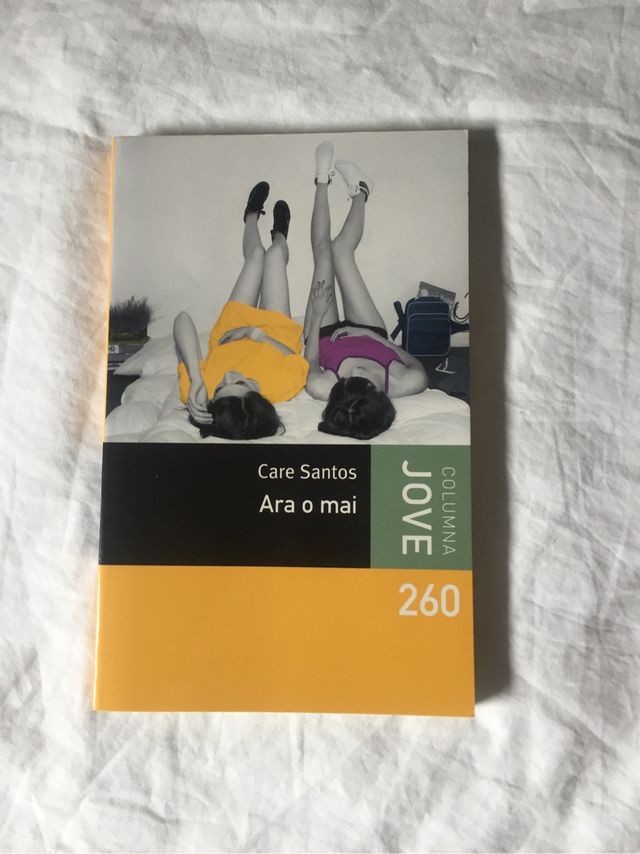 Care Santos
Ara o mai
COLUMNA
JOVE
260